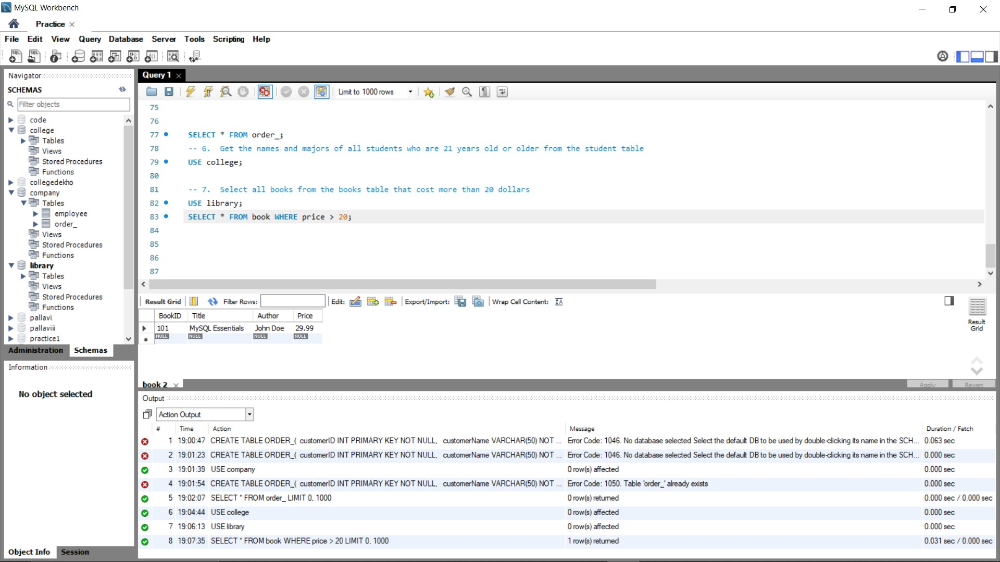 MySQL Workbench
Practice
File Edit View Query Database Server Tools Scripting Help
Navigator
SCHEMAS
Filter objects
code
college
Tables
Views
Stored Procedures
Functions
collegedekho
company
Tables
employee
order_
Views
Stored Procedures
Functions
library
Tables
Views
Stored Procedures
Functions
pallavi
pallaviii
practice1
Administration Schemas
Information
No object selected
Object Info Session
Query 1
Limit to 1000 rows
75
76
77 SELECT * FROM order_;
78 -- 6. Get the names and majors of all students who are 21 years old or older from the student table
79 USE college;
80
81 -- 7. Select all books from the books table that cost more than 20 dollars
82 USE library;
83 SELECT * FROM book WHERE price > 20;
84
85
86
87
Result Grid Filter Rows: Edit: Export/Import: Wrap Cell Content:
BookID Title Author Price
101 MySQL Essentials John Doe 29.99
NULL NULL NULL NULL
Result Grid
book 2 Apply Revert
Output
Action Output
# Time Action Message Duration / Fetch
1 19:00:47 CREATE TABLE ORDER_( customerID INT PRIMARY KEY NOT NULL, customerName VARCHAR(50) NOT ... Error Code: 1046. No database selected Select the default DB to be used by double-clicking its name in the SCH... 0.063 sec
2 19:01:23 CREATE TABLE ORDER_( customerID INT PRIMARY KEY NOT NULL, customerName VARCHAR(50) NOT ... Error Code: 1046. No database selected Select the default DB to be used by double-clicking its name in the SCH... 0.000 sec
3 19:01:39 USE company 0 row(s) affected 0.000 sec
4 19:01:54 CREATE TABLE ORDER_( customerID INT PRIMARY KEY NOT NULL, customerName VARCHAR(50) NOT ... Error Code: 1050. Table 'order_' already exists 0.000 sec
5 19:02:07 SELECT * FROM order_ LIMIT 0, 1000 0 row(s) returned 0.000 sec / 0.000 sec
6 19:04:44 USE college 0 row(s) affected 0.000 sec
7 19:06:13 USE library 0 row(s) affected 0.000 sec
8 19:07:35 SELECT * FROM book WHERE price > 20 LIMIT 0, 1000 1 row(s) returned 0.031 sec / 0.000 sec